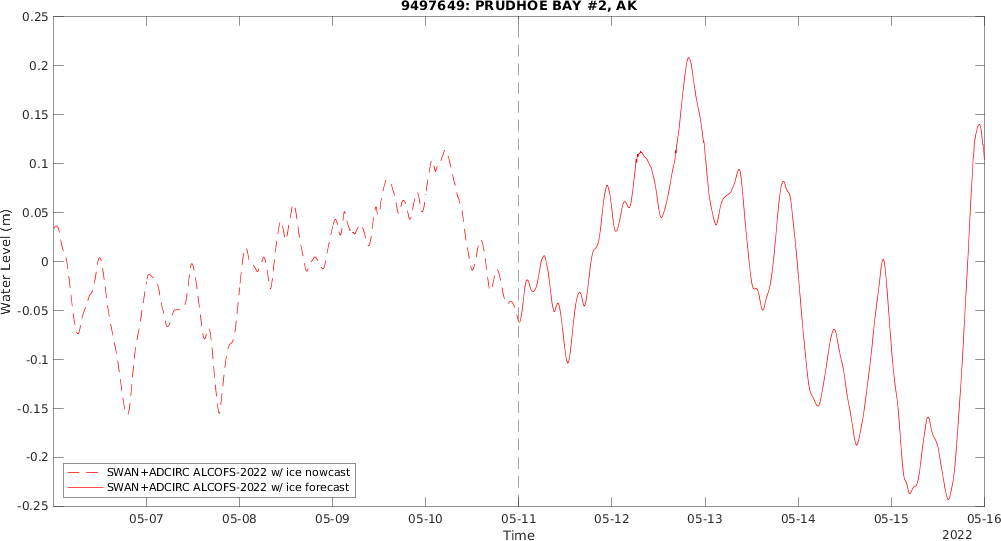 9497649: PRUDHOE BAY #2, AK
0.25
0.2
0.15
0.1
0.05
0
-0.05
-0.1
-0.15
-0.2
-0.25
Water Level (m)
SWAN+ADCIRC ALCOFS-2022 w/ ice nowcast
SWAN+ADCIRC ALCOFS-2022 w/ ice forecast
05-07 05-08 05-09 05-10 05-11 05-12 05-13 05-14 05-15 05-16
Time
2022